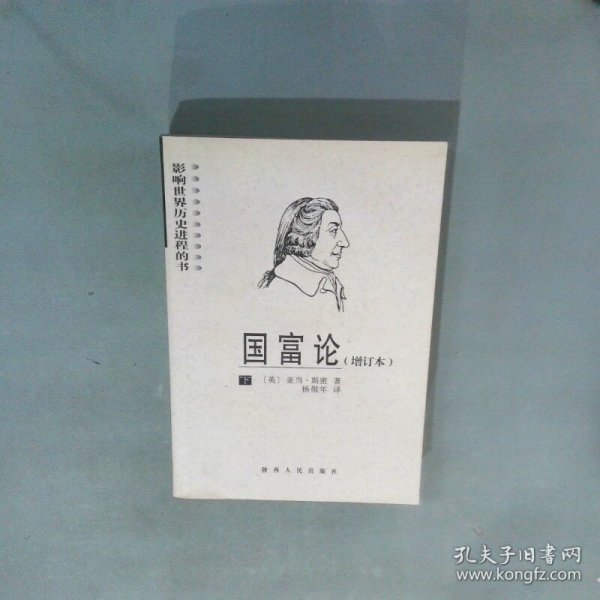 影响世界历史进程的书
国富论(增订本)
下 [英] 亚当·斯密 著
杨敬年 译
陕西人民出版社
孔夫子旧书网
www.kongfz.com